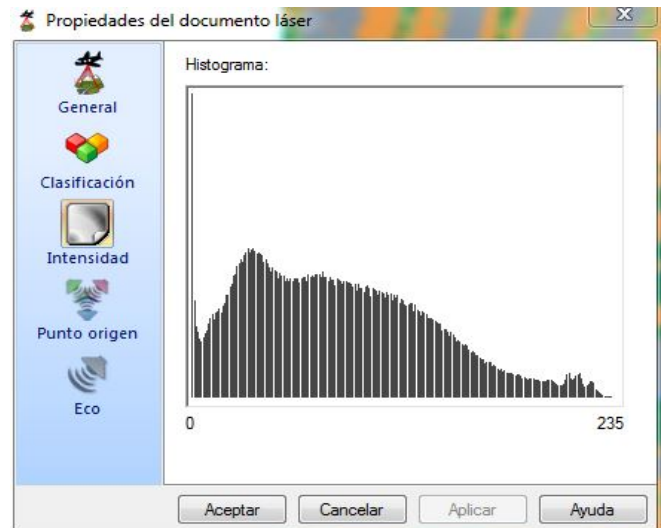 Propiedades del documento láser
General
Clasificación
Intensidad
Punto origen
Eco
Histograma:
0
235
Aceptar
Cancelar
Aplicar
Ayuda